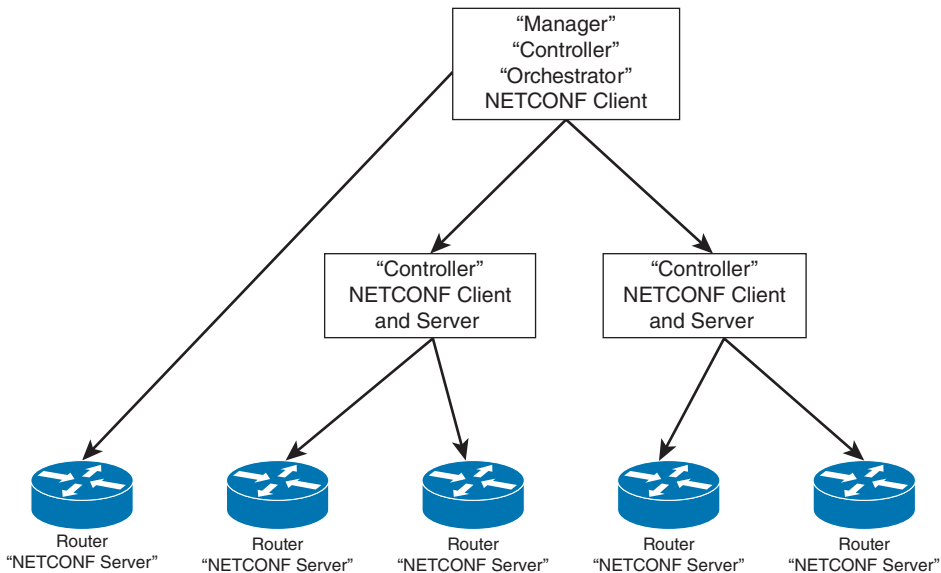 “Manager”
“Controller”
“Orchestrator”
NETCONF Client
“Controller”
NETCONF Client
and Server
“Controller”
NETCONF Client
and Server
Router
“NETCONF Server”
Router
“NETCONF Server”
Router
“NETCONF Server”
Router
“NETCONF Server”
Router
“NETCONF Server”